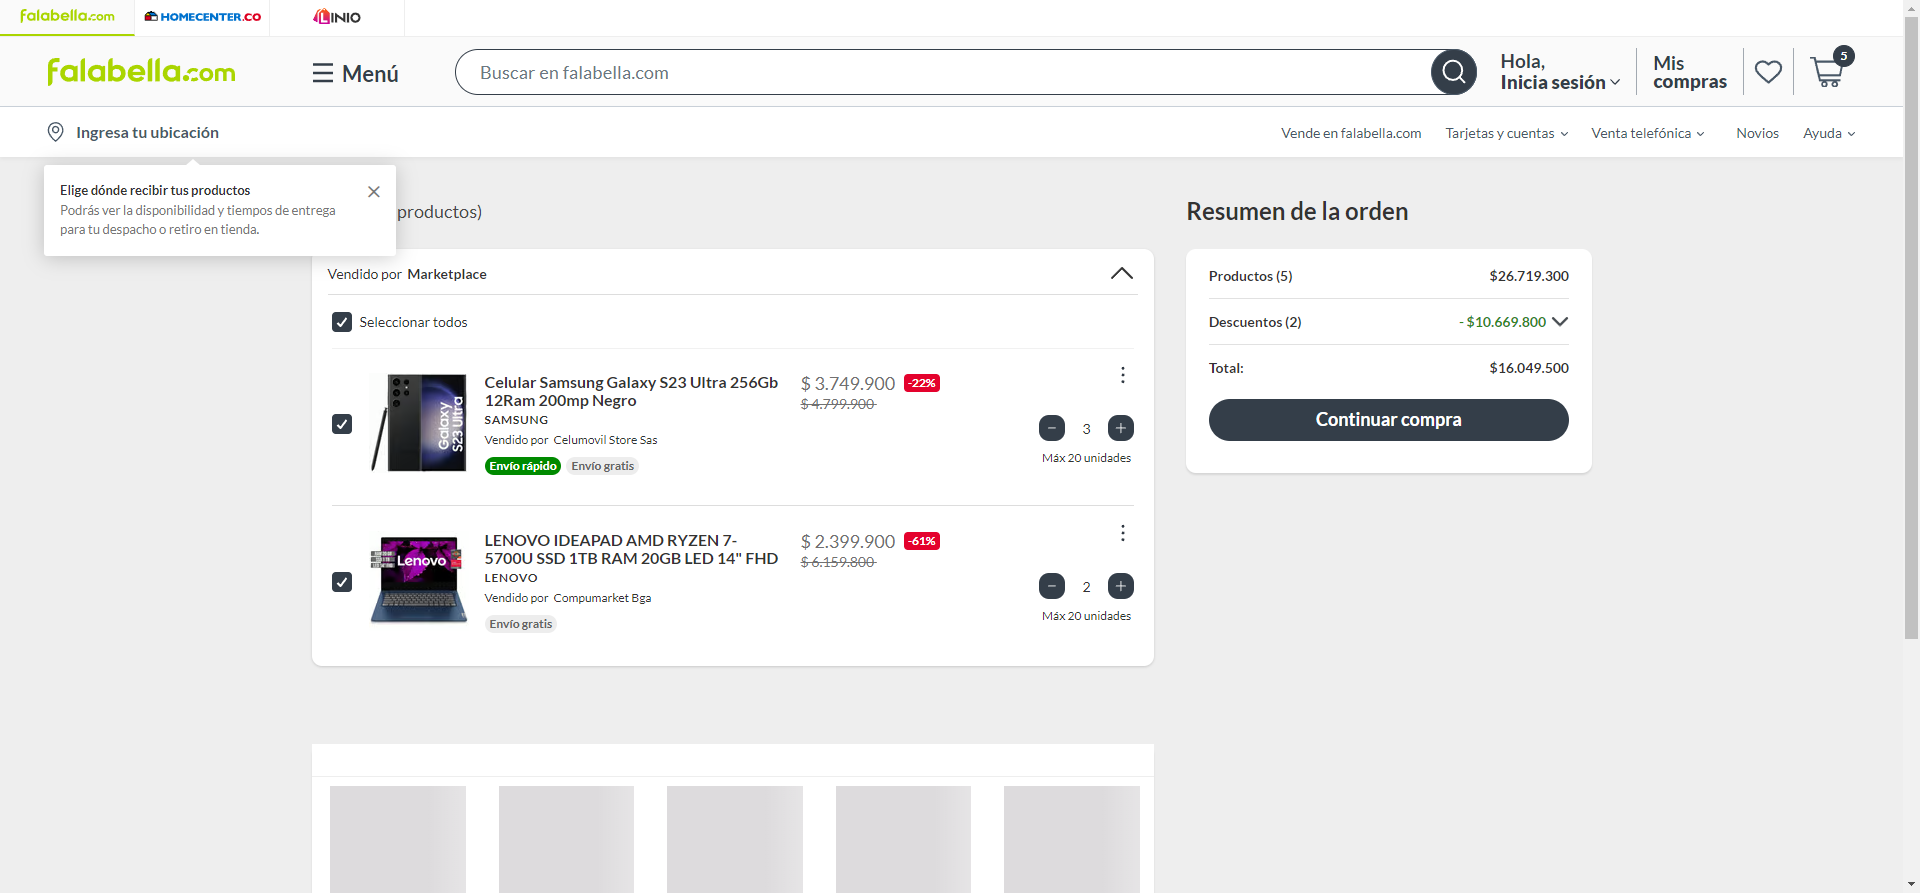 falabella.com
HOMECENTER.CO
LINIO
falabella.com
Menú
Buscar en falabella.com
Hola,
Inicia sesión
Mis
compras
5
Ingresa tu ubicación
Vende en falabella.com
Tarjetas y cuentas
Venta telefónica
Novios
Ayuda
Elige dónde recibir tus productos
Podrás ver la disponibilidad y tiempos de entrega
para tu despacho o retiro en tienda.
productos)
Vendido por Marketplace
Seleccionar todos
Galaxy
S23 Ultra
Celular Samsung Galaxy S23 Ultra 256Gb
12Ram 200mp Negro
SAMSUNG
Vendido por Celumovil Store Sas
Envío rápido
Envío gratis
$ 3.749.900
-22%
$ 4.799.900
3
Máx 20 unidades
Lenovo
LENOVO IDEAPAD AMD RYZEN 7-
5700U SSD 1TB RAM 20GB LED 14" FHD
LENOVO
Vendido por Compumarket Bga
Envío gratis
$ 2.399.900
-61%
$ 6.159.800
2
Máx 20 unidades
Resumen de la orden
Productos (5) $26.719.300
Descuentos (2) - $10.669.800
Total: $16.049.500
Continuar compra